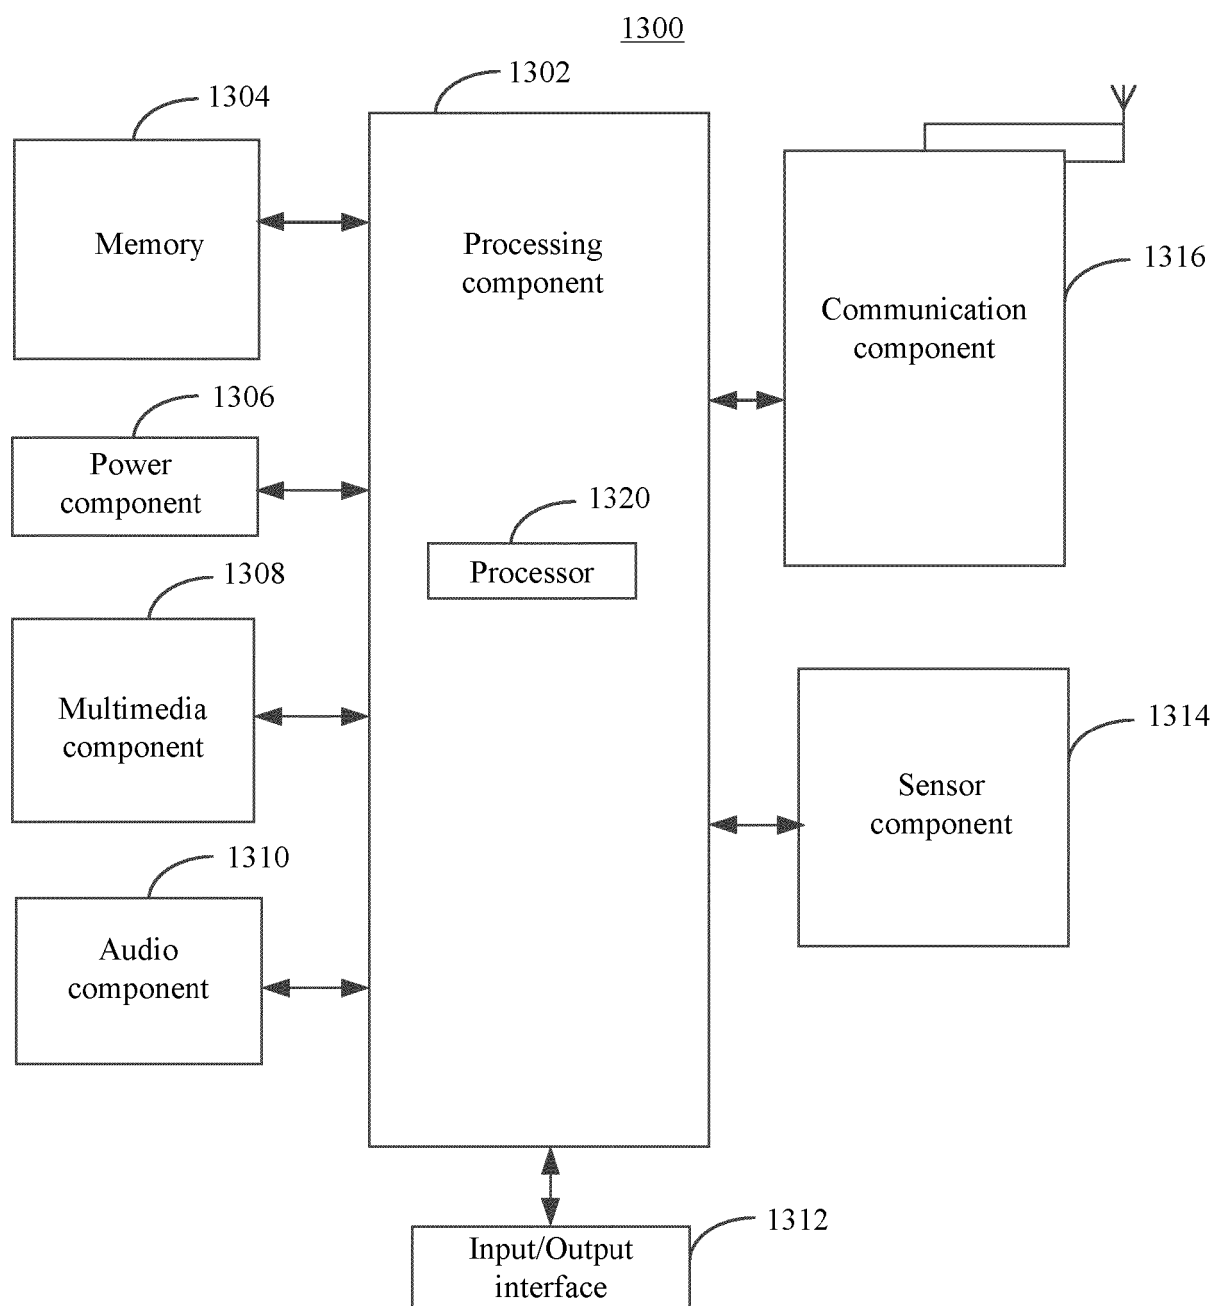 1300
1302
1304
Memory
Processing
component
1316
Communication
component
1306
Power
component
1320
Processor
1308
Multimedia
component
1314
Sensor
component
1310
Audio
component
1312
Input/Output
interface